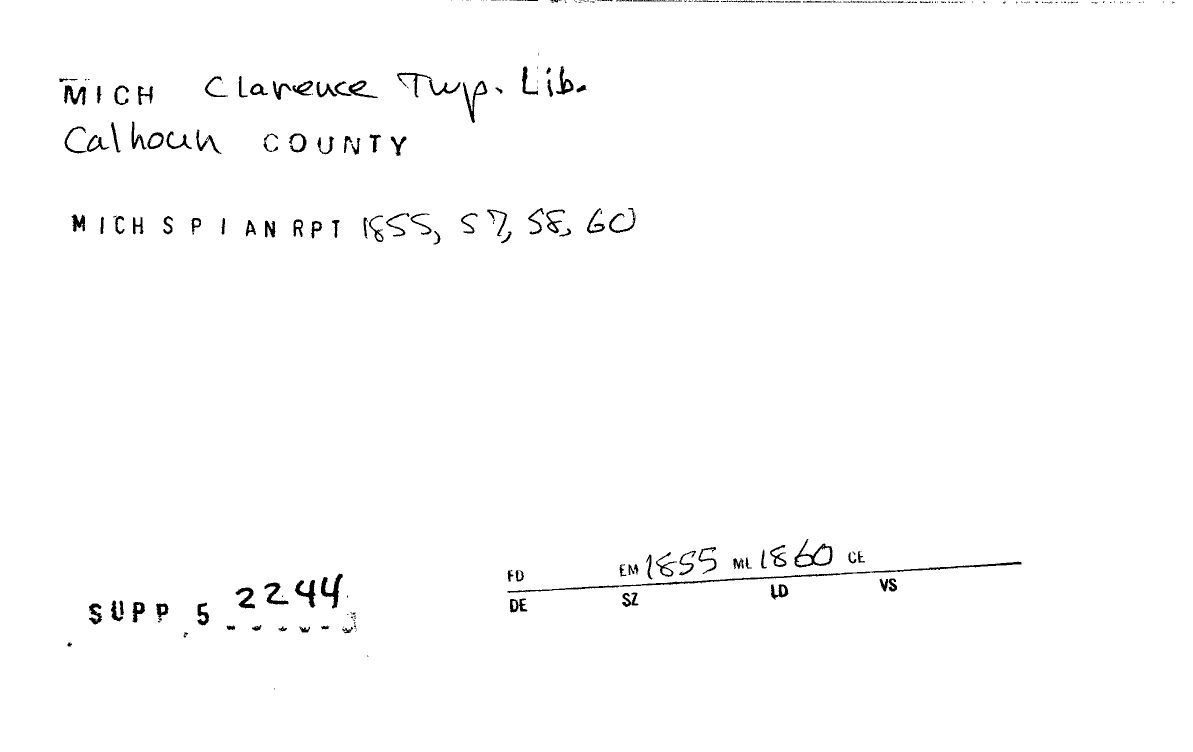 MICH Clarence Twp. Lib.
Calhoun COUNTY
MICH S P I AN RPT 1855, 57, 58, 60
FD EM 1855 ML 1860 CE
DE SZ LD VS
SUPP 5 2244